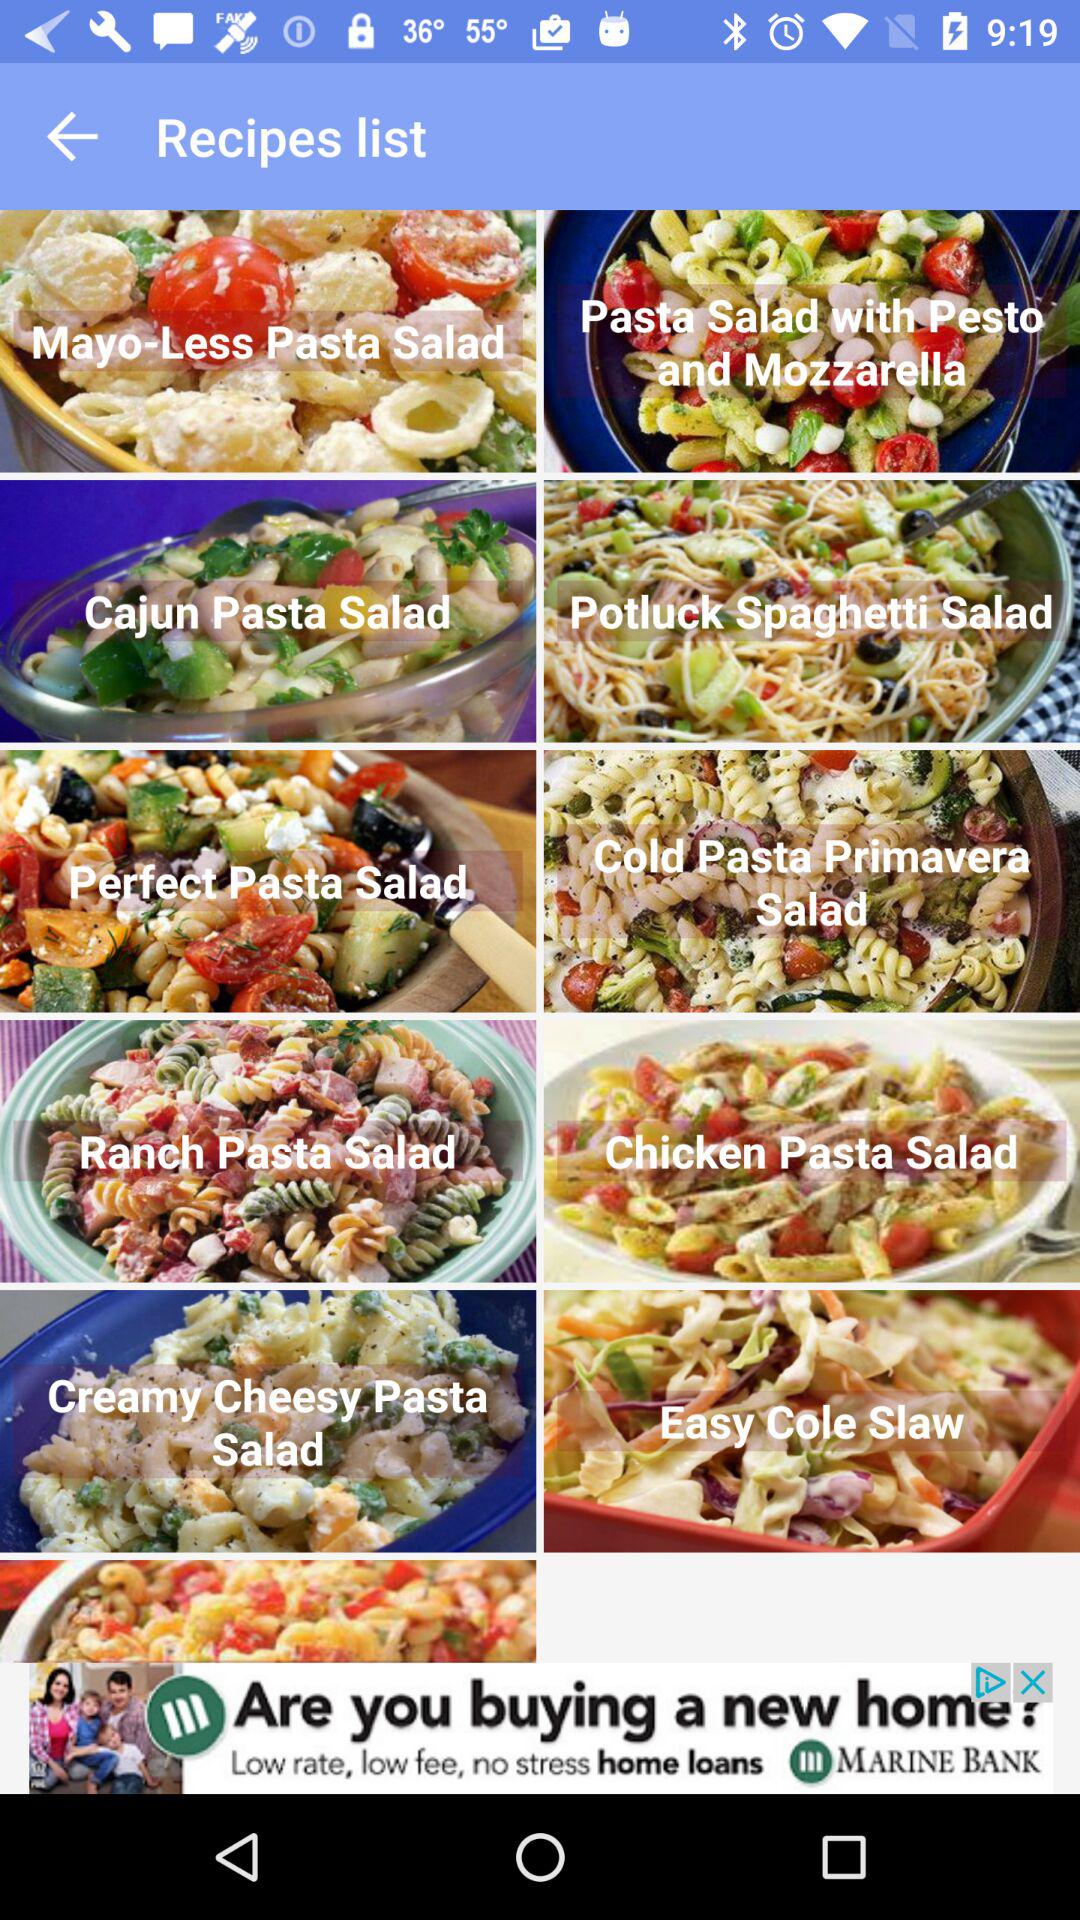 FAKE
36° 55° 9:19
Recipes list
Mayo-Less Pasta Salad
Pasta Salad with Pesto
and Mozzarella
Cajun Pasta Salad
Potluck Spaghetti Salad
Perfect Pasta Salad
Cold Pasta Primavera
Salad
Ranch Pasta Salad
Chicken Pasta Salad
Creamy Cheesy Pasta
Salad
Easy Cole Slaw
Are you buying a new home?
Low rate, low fee, no stress home loans
MARINE BANK